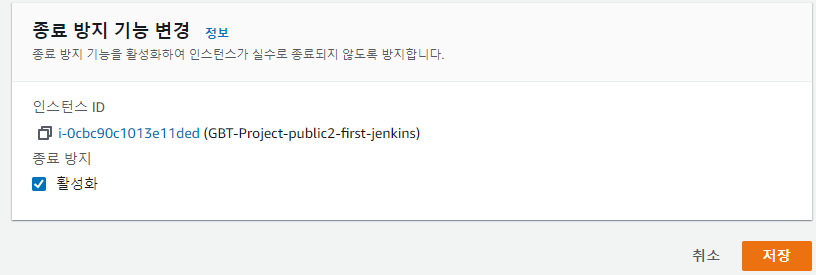 종료 방지 기능 변경 정보
종료 방지 기능을 활성화하여 인스턴스가 실수로 종료되지 않도록 방지합니다.
인스턴스 ID
i-0cbc90c1013e11ded (GBT-Project-public2-first-jenkins)
종료 방지
활성화
취소 저장